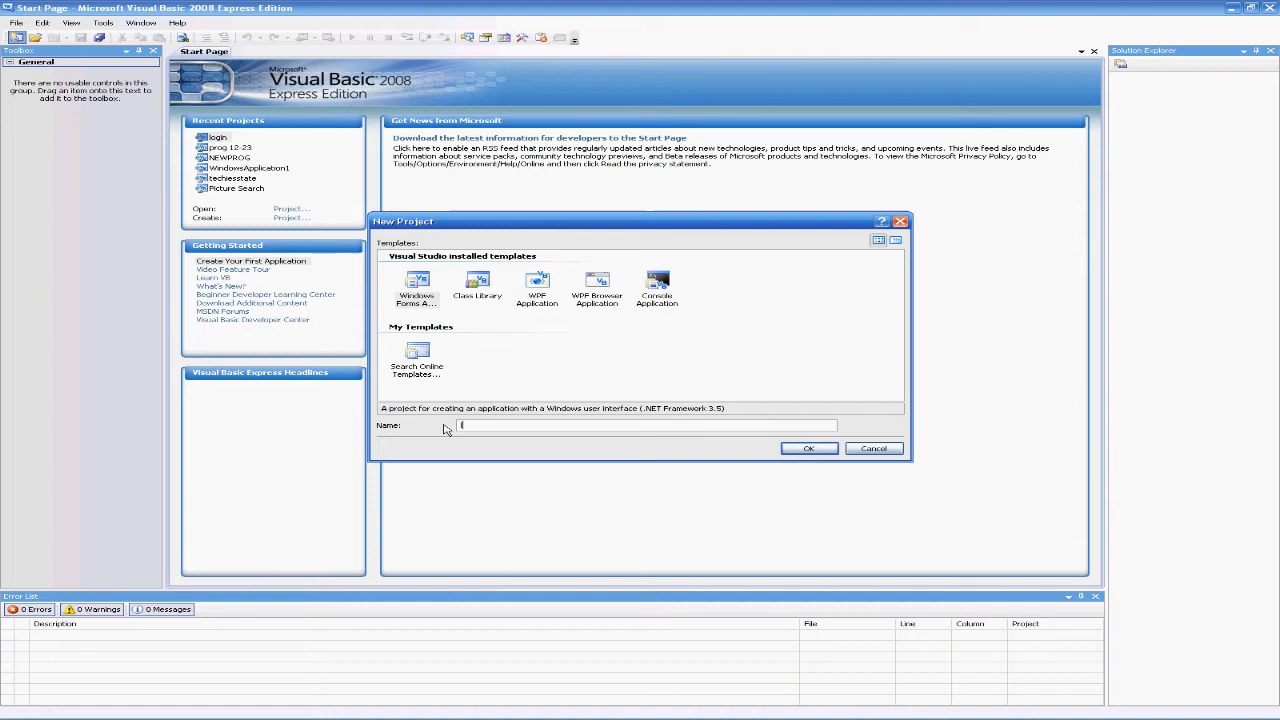 Start Page - Microsoft Visual Basic 2008 Express Edition
File Edit View Tools Window Help
Toolbox
Start Page
Solution Explorer
General
There are no usable controls in this
group. Drag an item onto this text to
add it to the toolbox.
Microsoft®
Visual Basic® 2008
Express Edition
Recent Projects
login
prog 12-23
NEWPROG
WindowsApplication1
techiesstate
Picture Search
Open: Project...
Create: Project...
Getting Started
Create Your First Application
Video Feature Tour
Learn VB
What's New?
Beginner Developer Learning Center
Download Additional Content
MSDN Forums
Visual Basic Developer Center
Visual Basic Express Headlines
Get News from Microsoft
Download the latest information for developers to the Start Page
Click here to enable an RSS feed that provides regularly updated articles about new technologies, product tips and tricks, and upcoming events. This live feed also includes
information about service packs, community technology previews, and Beta releases of Microsoft products and technologies. To view the Microsoft Privacy Policy, go to
Tools/Options/Environment/Help/Online and then click Read the privacy statement.
New Project
Templates:
Visual Studio installed templates
Windows
Forms A...
Class Library
WPF
Application
WPF Browser
Application
Console
Application
My Templates
Search Online
Templates...
A project for creating an application with a Windows user interface (.NET Framework 3.5)
Name:
OK Cancel
Error List
0 Errors 0 Warnings 0 Messages
Description File Line Column Project